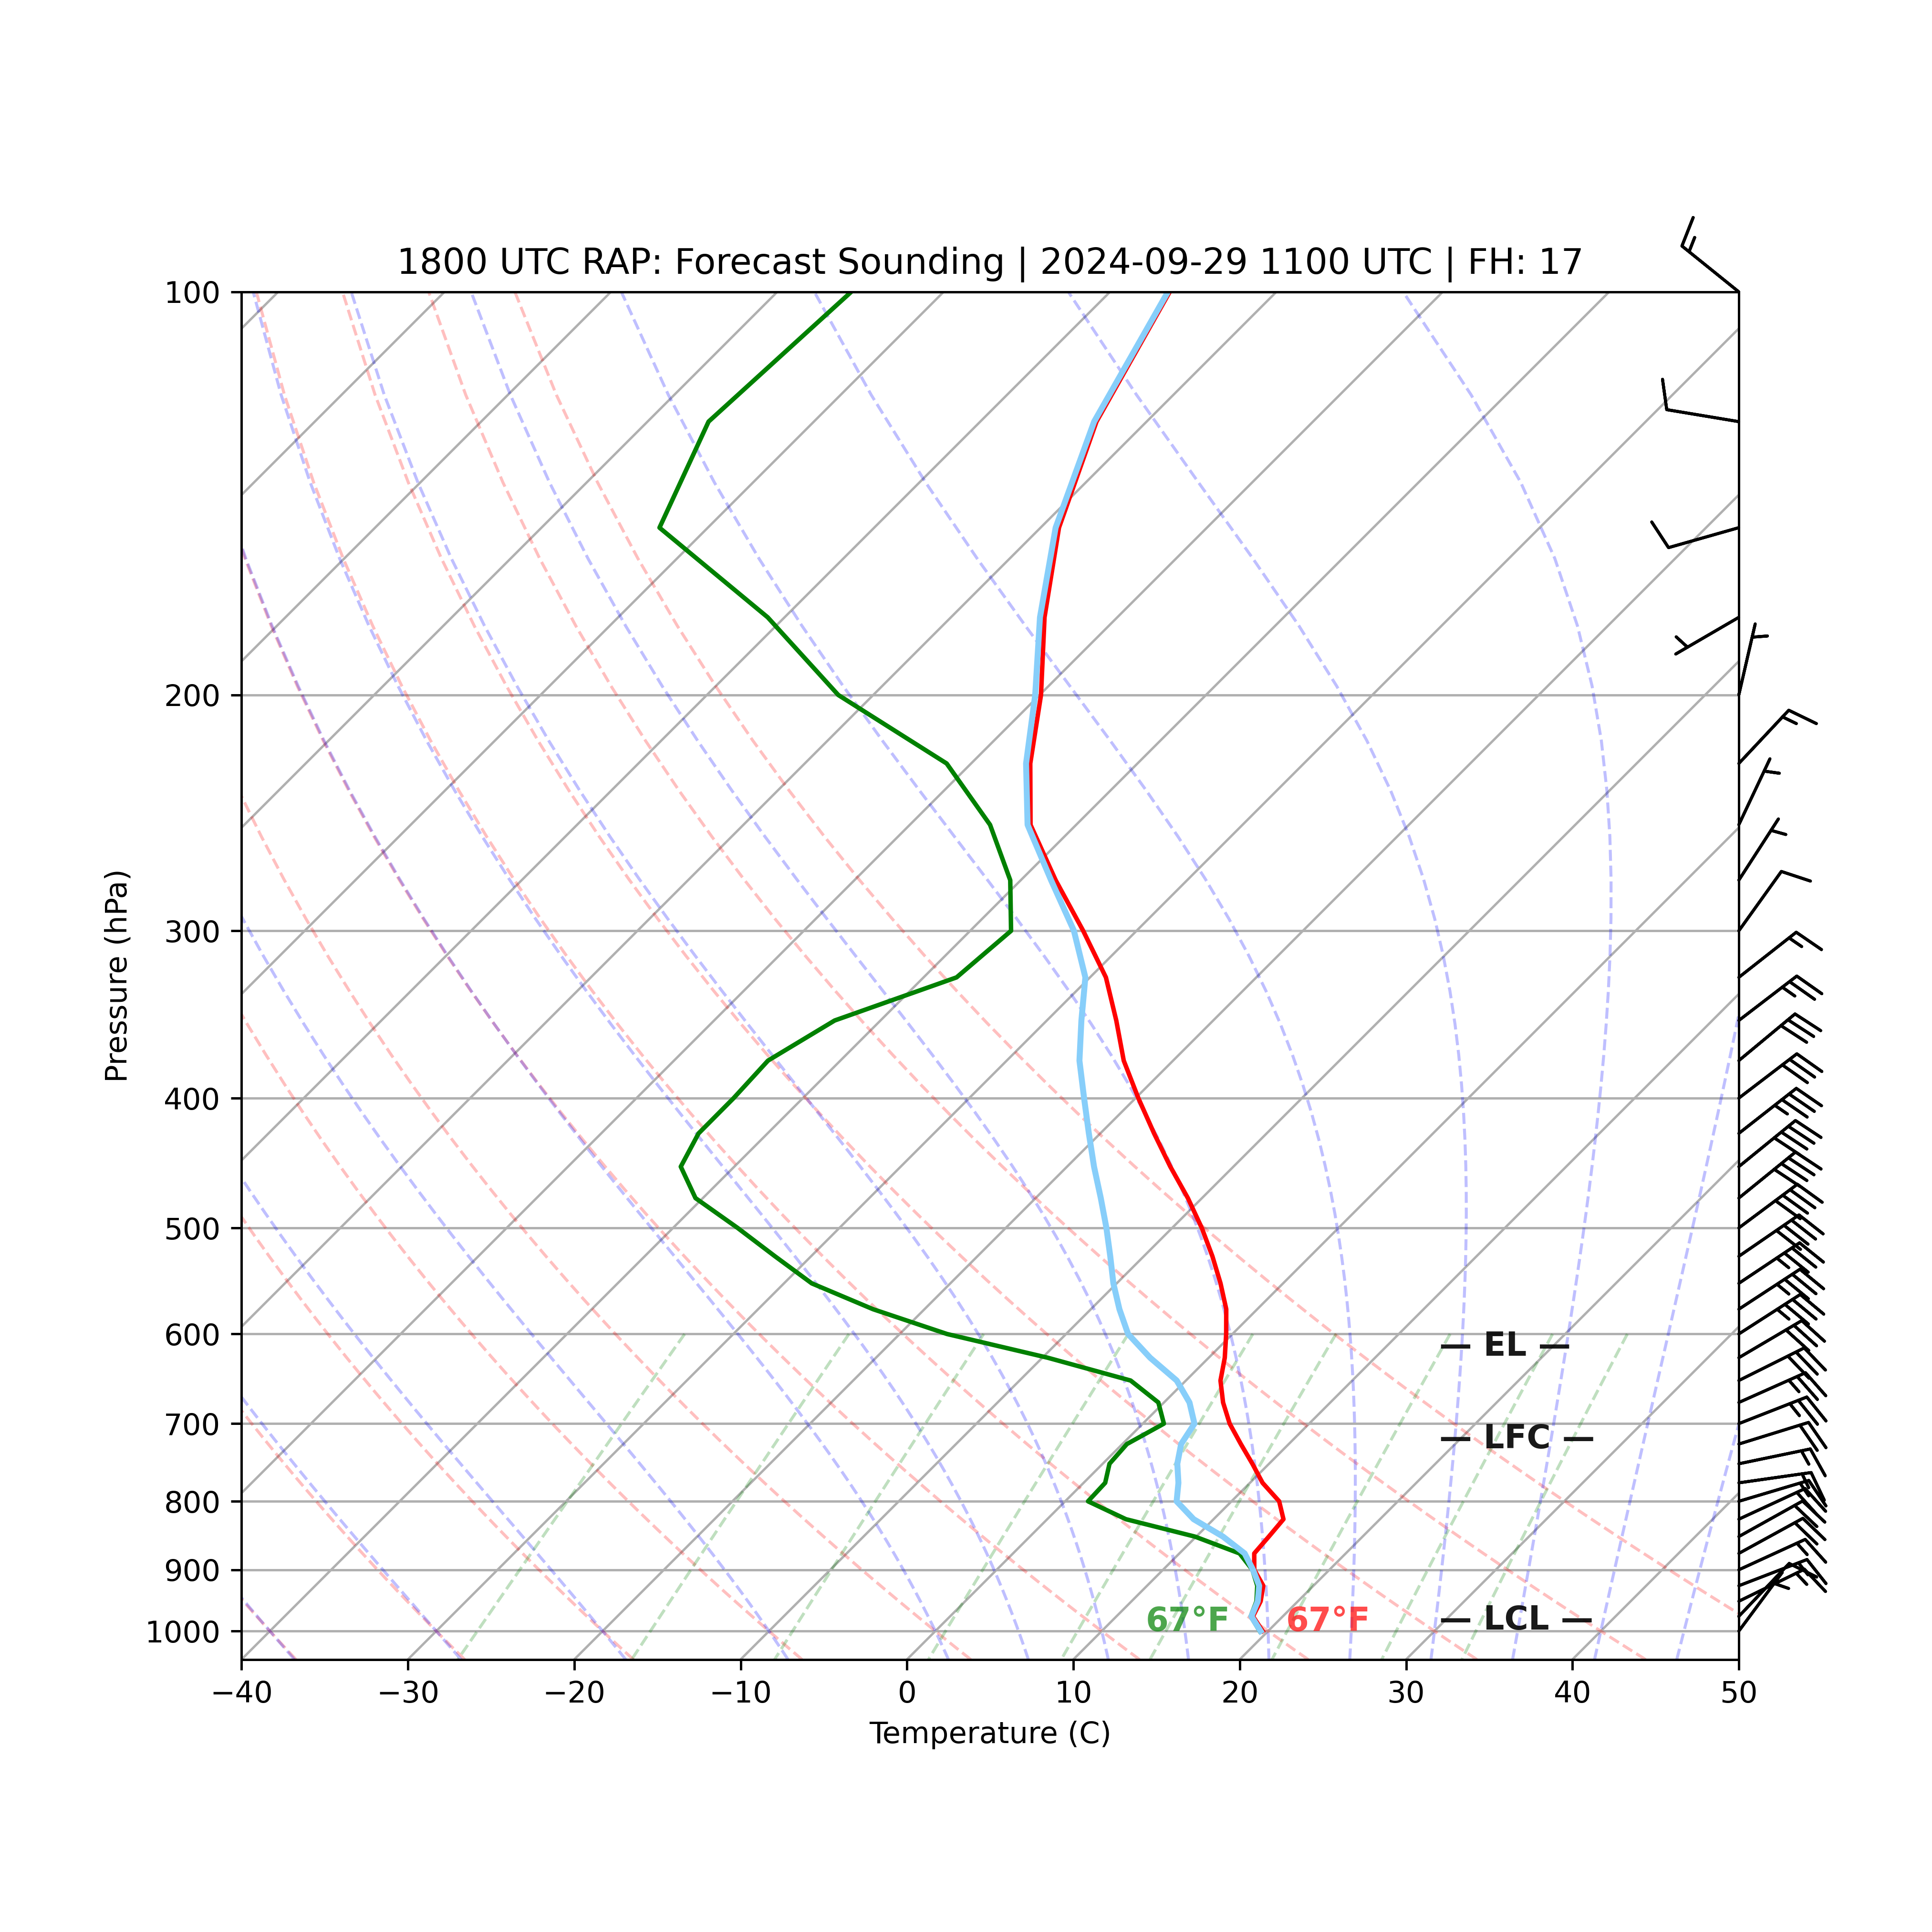 1800 UTC RAP: Forecast Sounding | 2024-09-29 1100 UTC | FH: 17
100
200
300
400
500
600
700
800
900
1000
Pressure (hPa)
— EL —
— LFC —
— LCL —
67°F 67°F
−40 −30 −20 −10 0 10 20 30 40 50
Temperature (C)